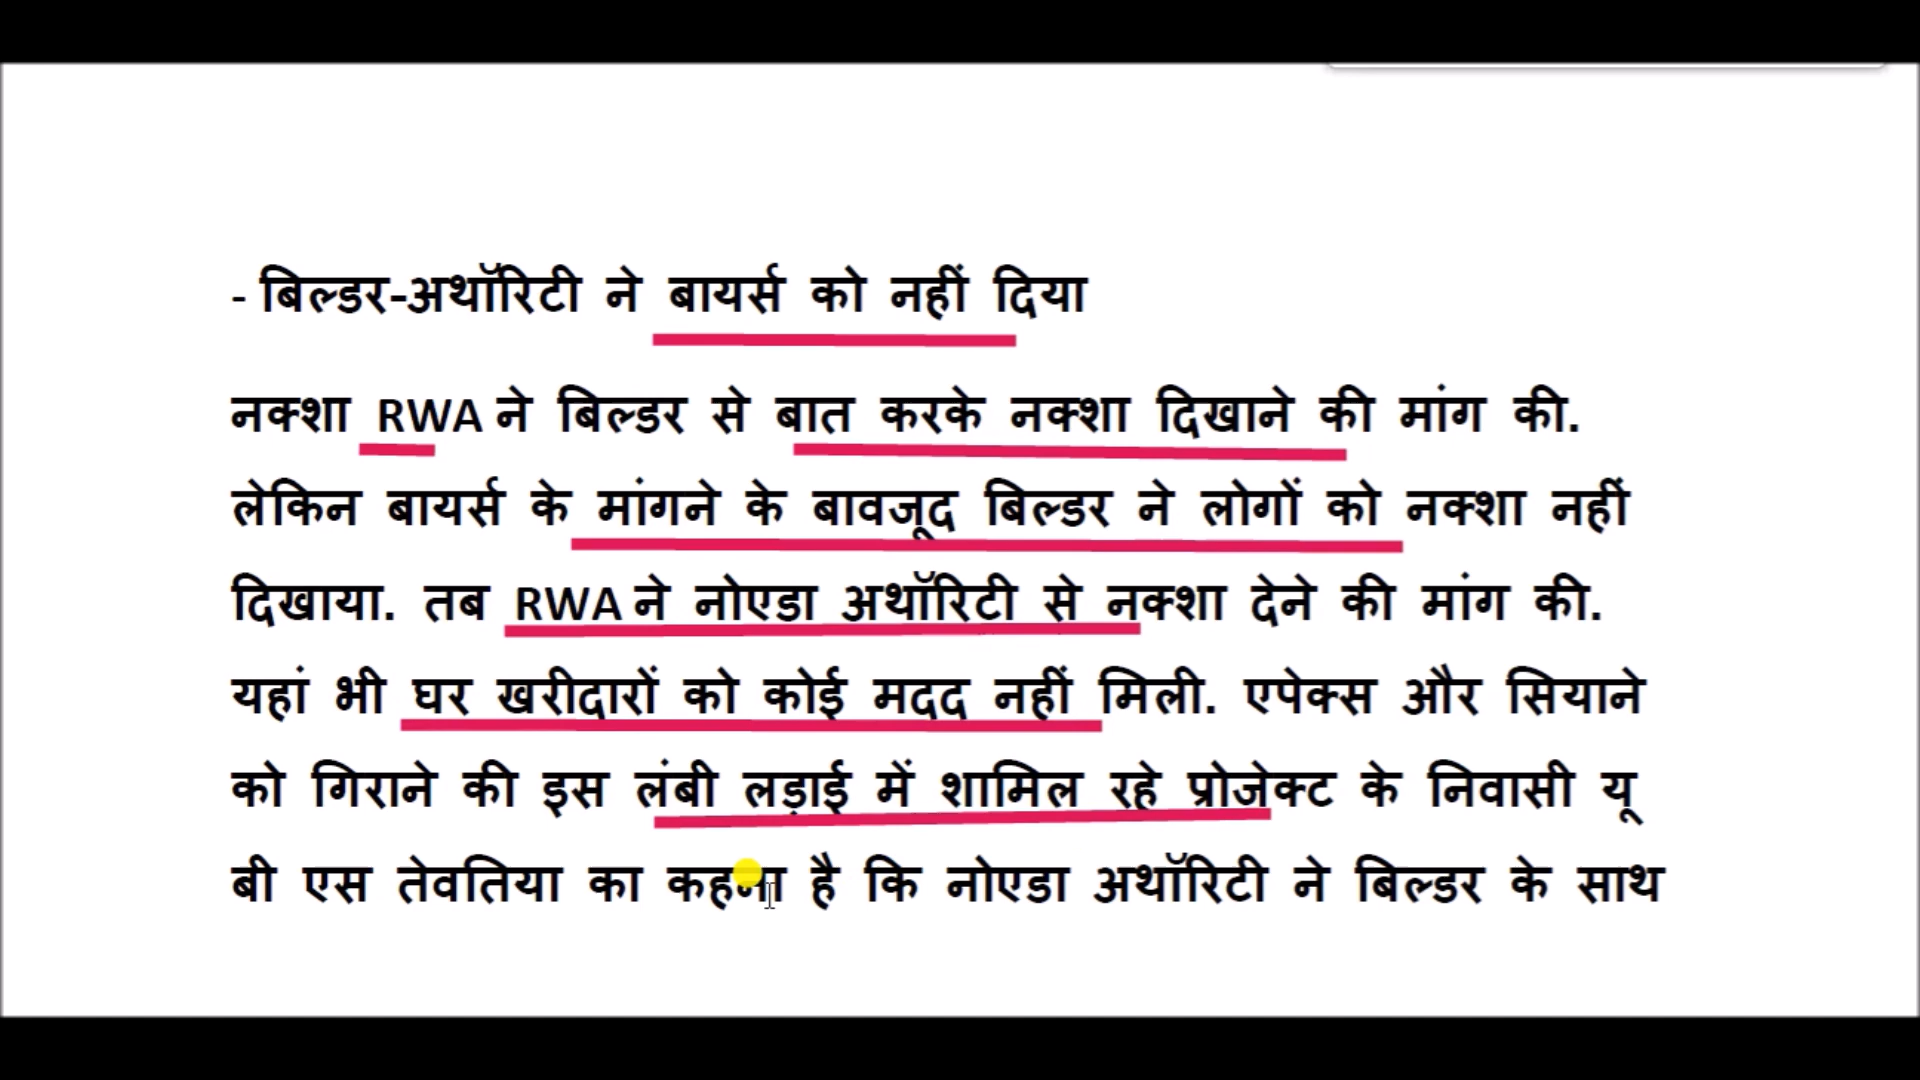 - बिल्डर-अथॉरिटी ने बायर्स को नहीं दिया
नक्शा RWA ने बिल्डर से बात करके नक्शा दिखाने की मांग की.
लेकिन बायर्स के मांगने के बावजूद बिल्डर ने लोगों को नक्शा नहीं
दिखाया. तब RWA ने नोएडा अथॉरिटी से नक्शा देने की मांग की.
यहां भी घर खरीदारों को कोई मदद नहीं मिली. एपेक्स और सियाने
को गिराने की इस लंबी लड़ाई में शामिल रहे प्रोजेक्ट के निवासी यू
बी एस तेवतिया का कहना है कि नोएडा अथॉरिटी ने बिल्डर के साथ